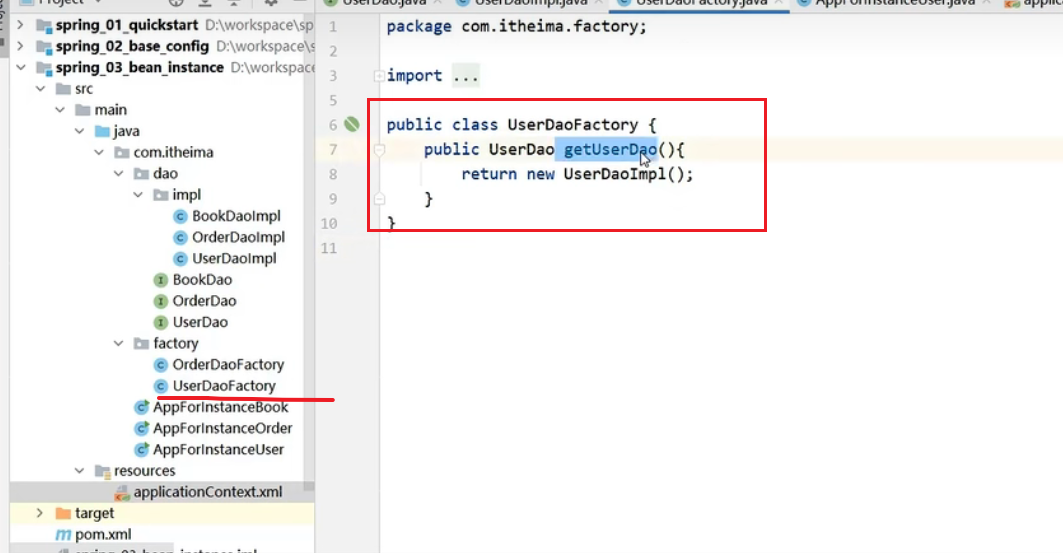 Project
spring_01_quickstart D:\workspace\sp
spring_02_base_config D:\workspace\s
spring_03_bean_instance D:\workspace
src
main
java
com.itheima
dao
impl
BookDaoImpl
OrderDaoImpl
UserDaoImpl
BookDao
OrderDao
UserDao
factory
OrderDaoFactory
UserDaoFactory
AppForInstanceBook
AppForInstanceOrder
AppForInstanceUser
resources
applicationContext.xml
target
pom.xml
spring_03_bean_instance.iml
UserDao.java UserDaoImpl.java UserDaoFactory.java AppForInstanceUser.java applic
1 package com.itheima.factory;
2
3 import ...
5
6 public class UserDaoFactory {
7 public UserDao getUserDao(){
8 return new UserDaoImpl();
9 }
10 }
11